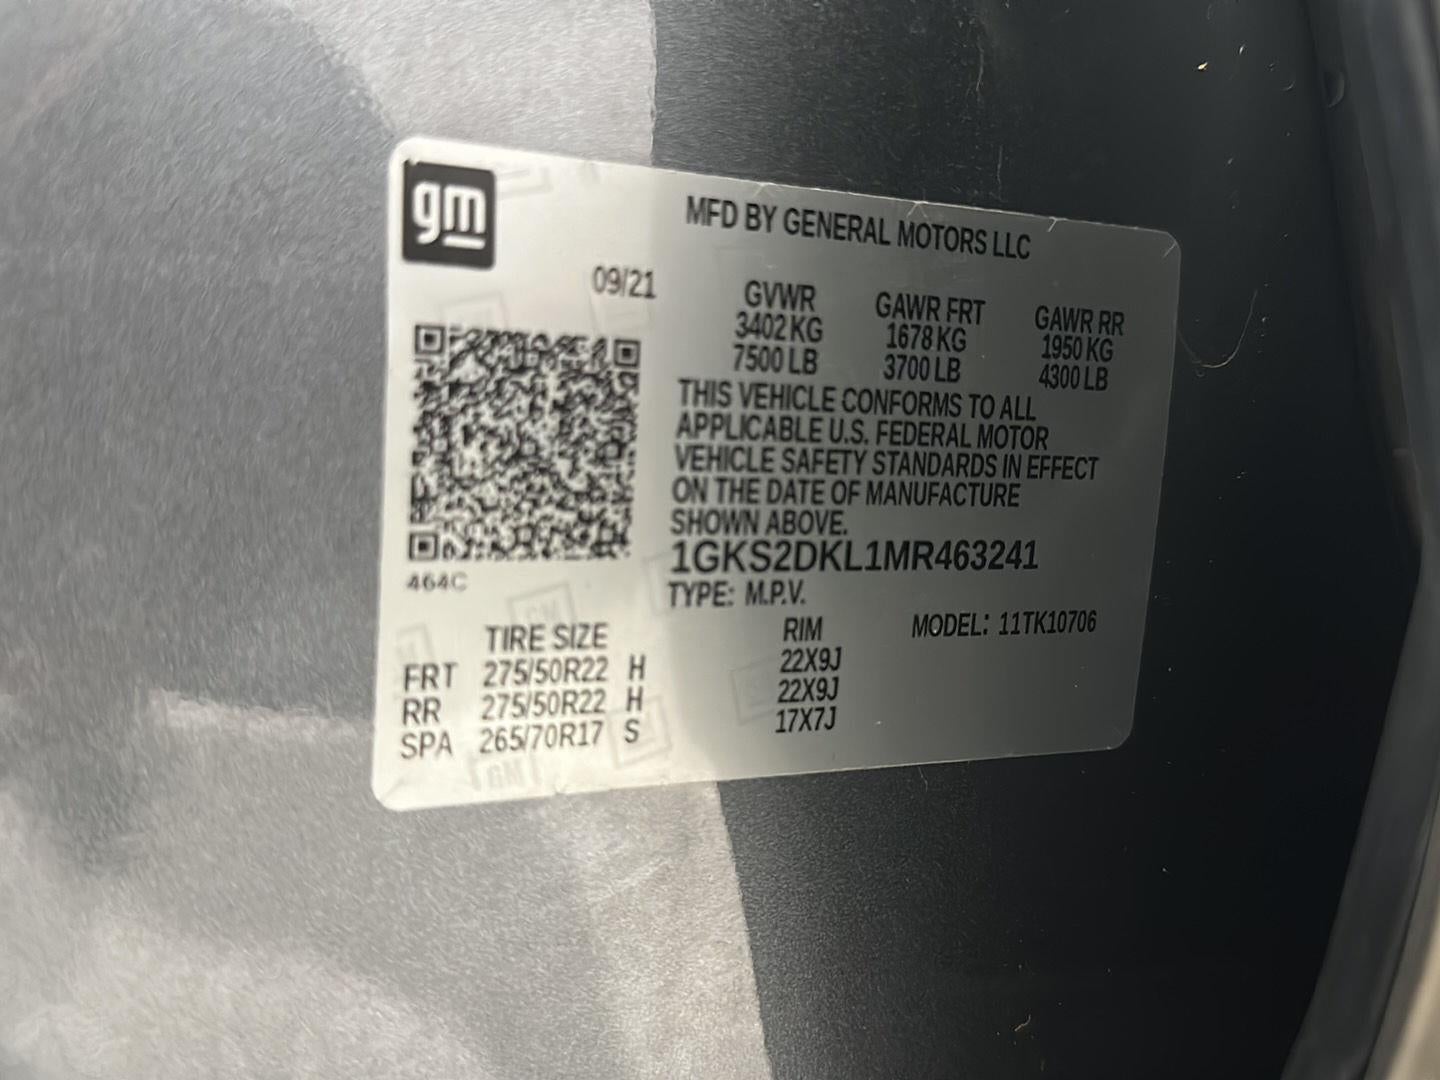 gm
MFD BY GENERAL MOTORS LLC
09/21
GVWR GAWR FRT GAWR RR
3402 KG 1678 KG 1950 KG
7500 LB 3700 LB 4300 LB
THIS VEHICLE CONFORMS TO ALL
APPLICABLE U.S. FEDERAL MOTOR
VEHICLE SAFETY STANDARDS IN EFFECT
ON THE DATE OF MANUFACTURE
SHOWN ABOVE.
1GKS2DKL1MR463241
464C
TYPE: M.P.V.
MODEL: 11TK10706
TIRE SIZE RIM
FRT 275/50R22 H 22X9J
RR 275/50R22 H 22X9J
SPA 265/70R17 S 17X7J
GM
GM
GM